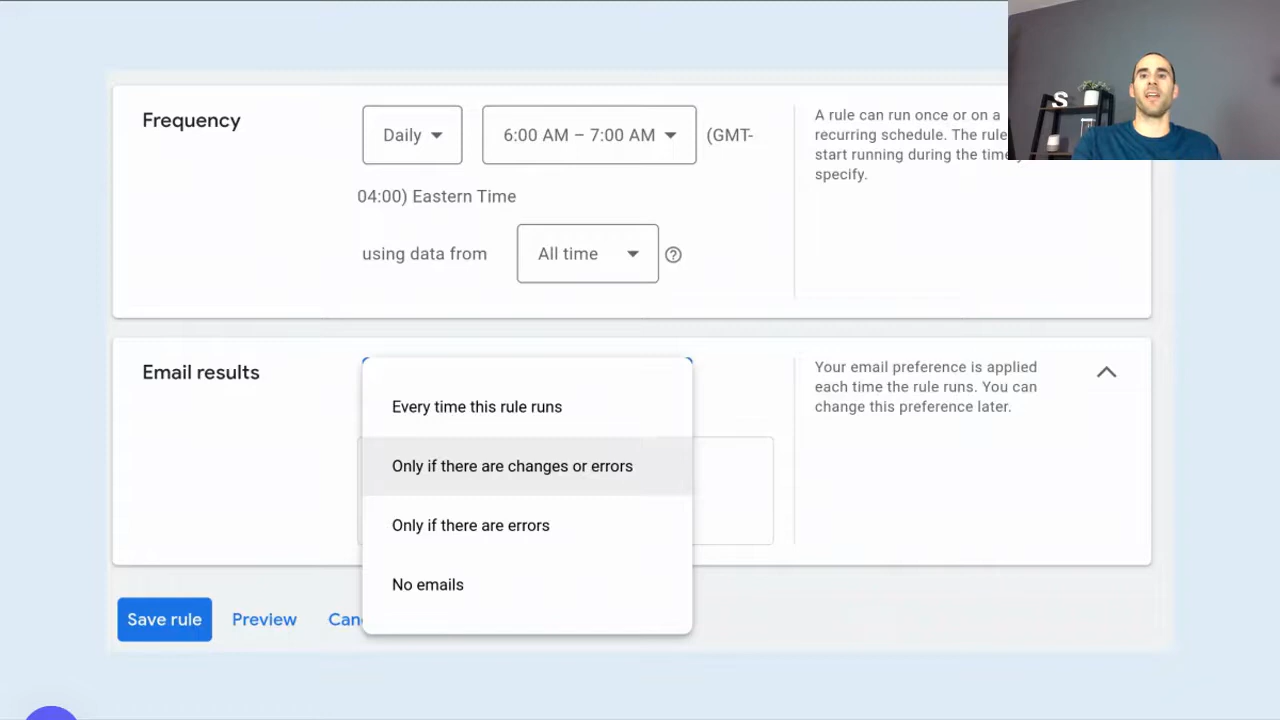 Frequency
Daily
6:00 AM – 7:00 AM
(GMT-
04:00) Eastern Time
using data from
All time
A rule can run once or on a
recurring schedule. The rule
start running during the time
specify.
Email results
Every time this rule runs
Only if there are changes or errors
Only if there are errors
No emails
Your email preference is applied
each time the rule runs. You can
change this preference later.
Save rule
Preview
Can
S